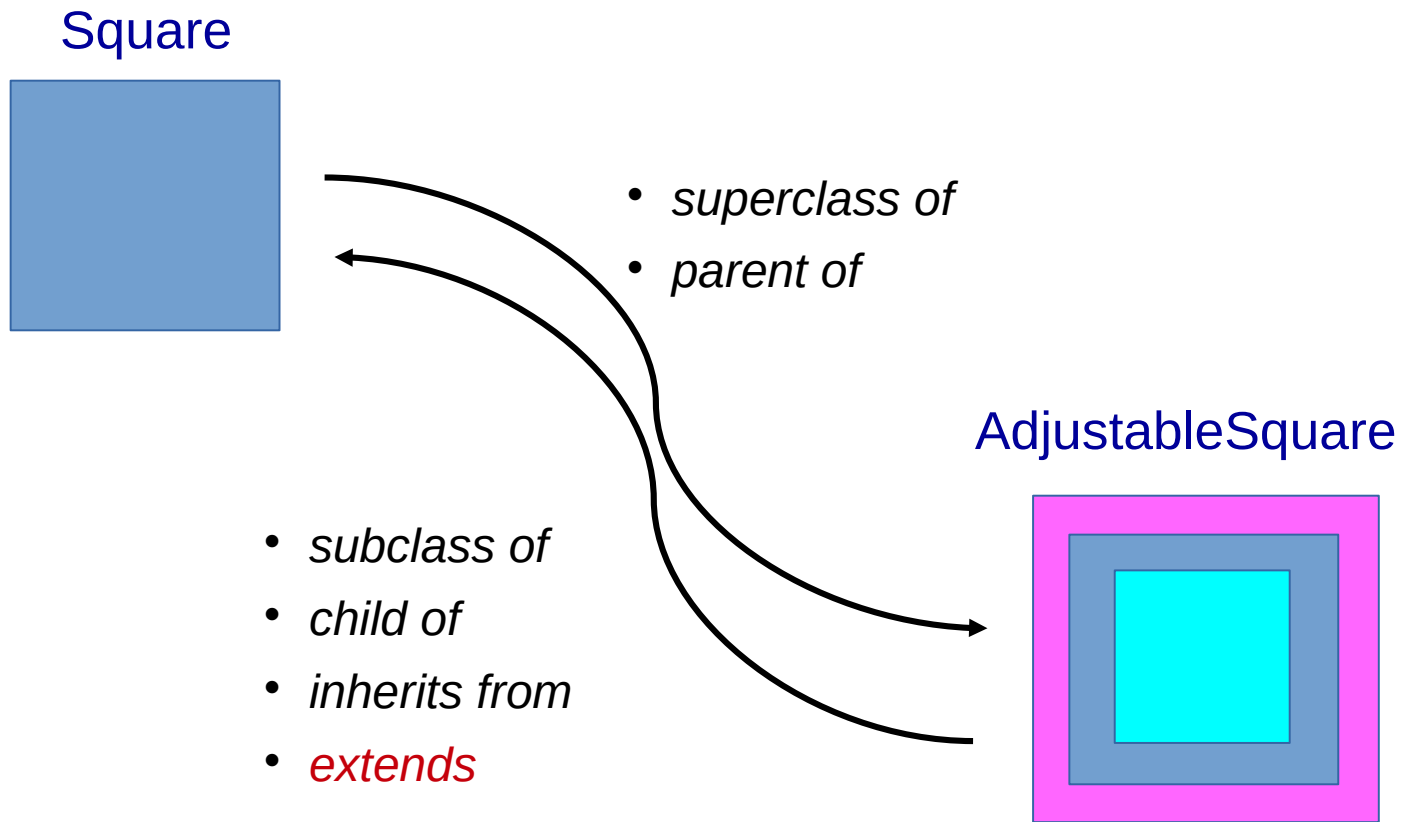 Square
• superclass of
• parent of
AdjustableSquare
• subclass of
• child of
• inherits from
• extends